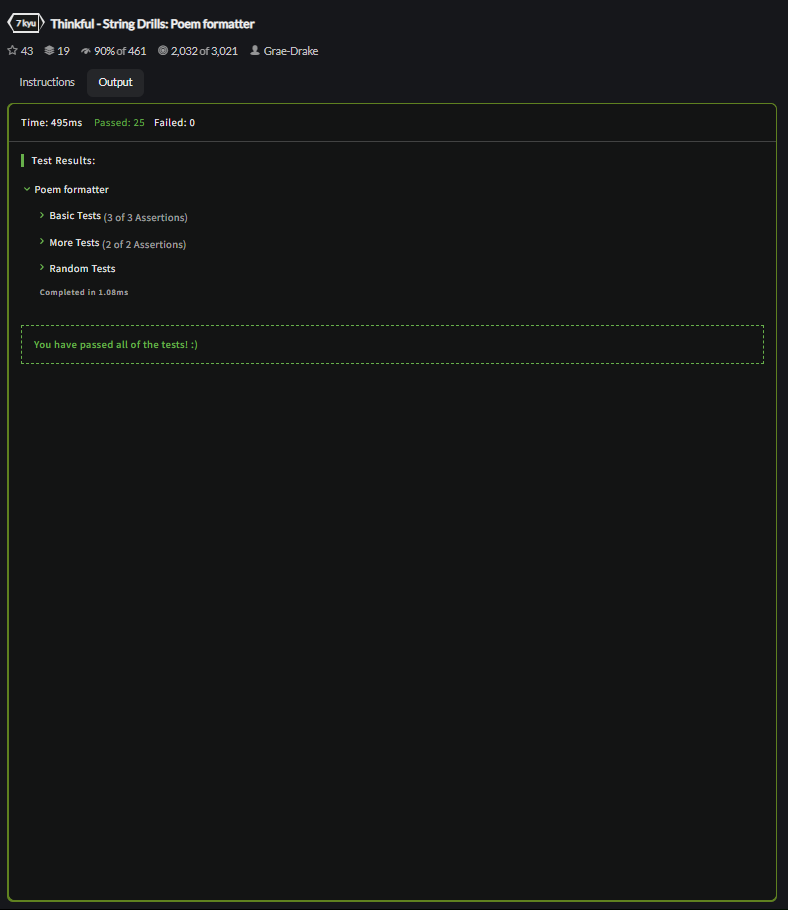 7 kyu Thinkful - String Drills: Poem formatter
43 19 90% of 461 2,032 of 3,021 Grae-Drake
Instructions Output
Time: 495ms Passed: 25 Failed: 0
Test Results:
Poem formatter
Basic Tests (3 of 3 Assertions)
More Tests (2 of 2 Assertions)
Random Tests
Completed in 1.08ms
You have passed all of the tests! :)